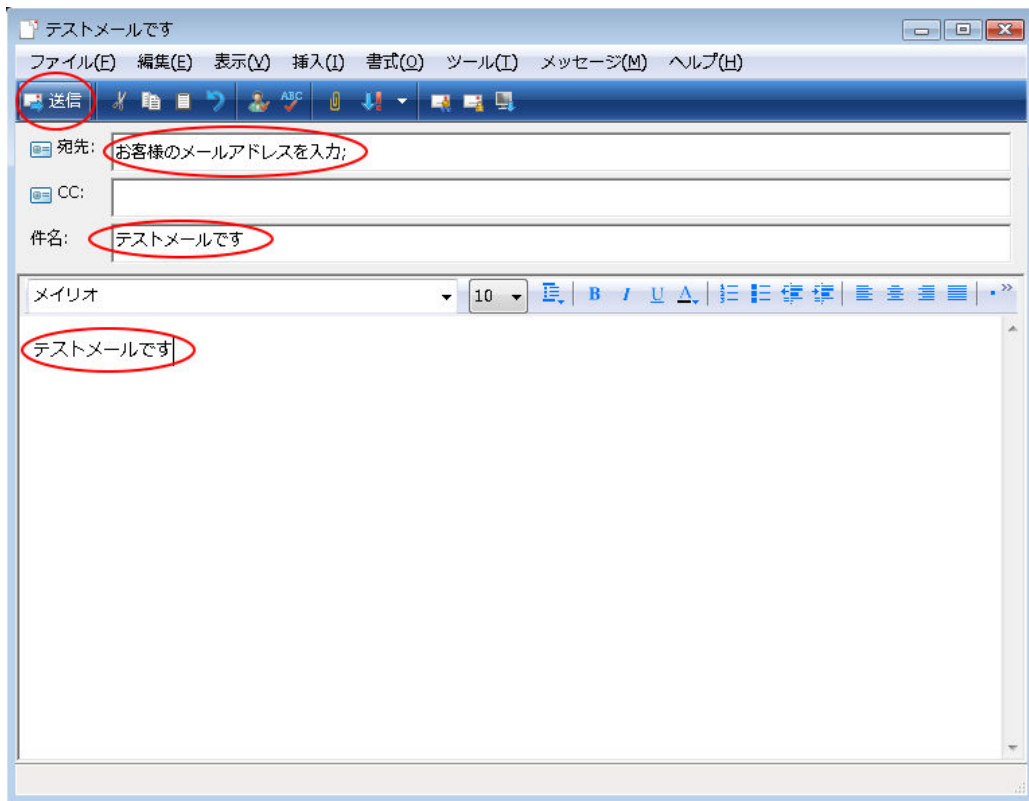 テストメールです
ファイル(F) 編集(E) 表示(V) 挿入(I) 書式(O) ツール(T) メッセージ(M) ヘルプ(H)
送信 ABC
宛先: お客様のメールアドレスを入力;
CC:
件名: テストメールです
メイリオ 10 B I U A
テストメールです